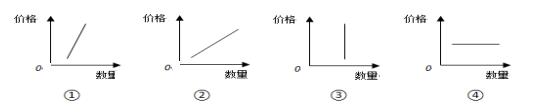 价格 价格 价格 价格
o 数量 o 数量 o 数量 o 数量
① ② ③ ④